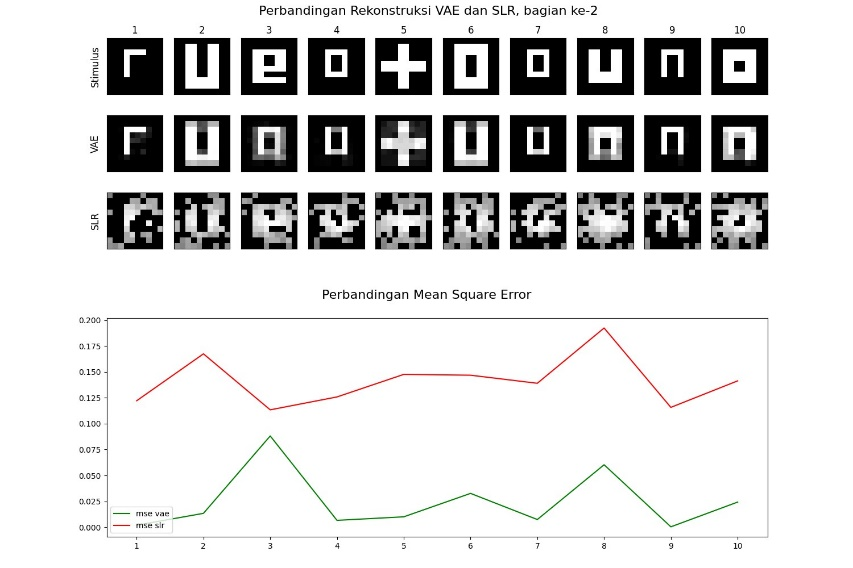 Perbandingan Rekonstruksi VAE dan SLR, bagian ke-2
1 2 3 4 5 6 7 8 9 10
Stimulus
VAE
SLR
Perbandingan Mean Square Error
0.200
0.175
0.150
0.125
0.100
0.075
0.050
0.025
0.000
mse vae
mse slr
1 2 3 4 5 6 7 8 9 10